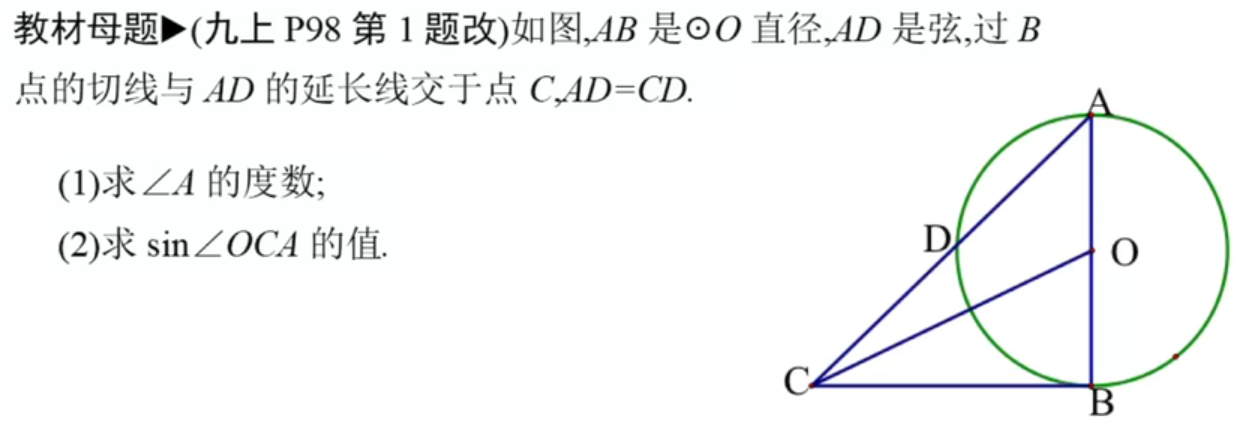 教材母题▶(九上 P98 第 1 题改)如图,AB 是⊙O 直径,AD 是弦,过 B
点的切线与 AD 的延长线交于点 C,AD=CD.
(1)求∠A 的度数;
(2)求 sin∠OCA 的值.
A
D
O
C
B